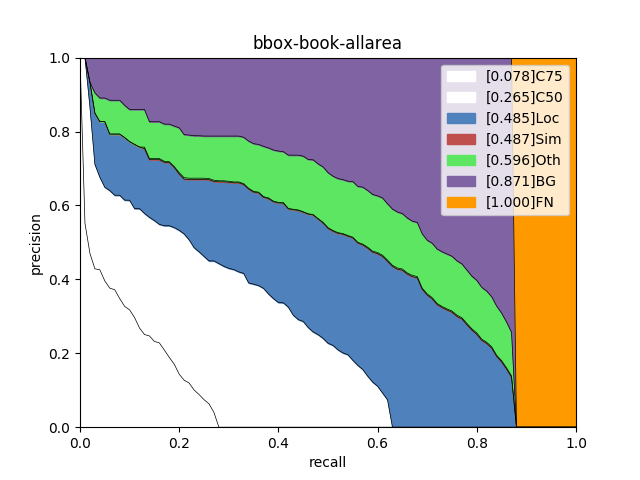 bbox-book-allarea
1.0
0.8
0.6
0.4
0.2
0.0
precision
[0.078]C75
[0.265]C50
[0.485]Loc
[0.487]Sim
[0.596]Oth
[0.871]BG
[1.000]FN
0.0 0.2 0.4 0.6 0.8 1.0
recall